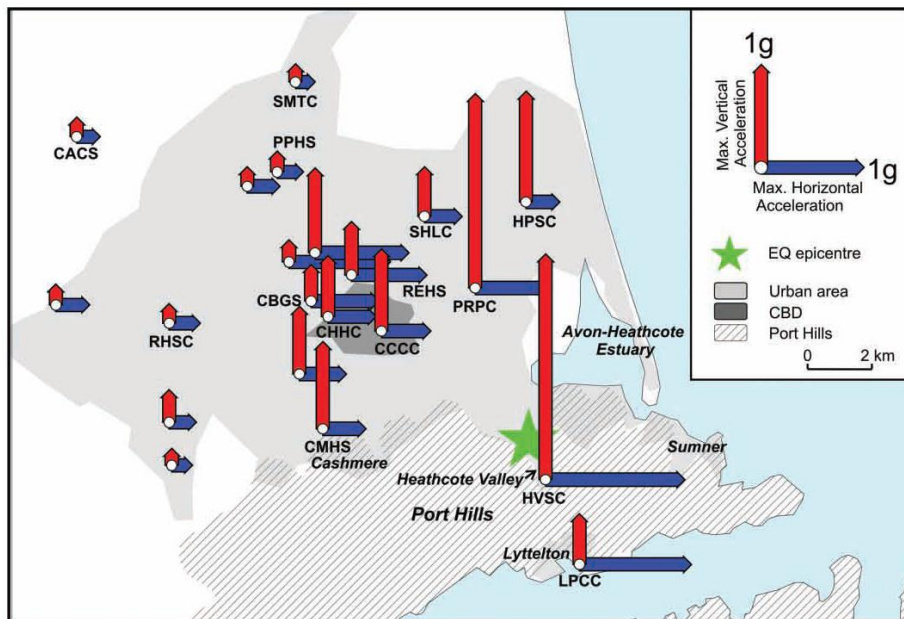 1g
Max. Vertical
Acceleration
1g
Max. Horizontal
Acceleration
EQ epicentre
Urban area
CBD
Port Hills
0 2 km
SMTC
CACS
PPHS
SHLC
HPSC
REHS
CBGS
PRPC
CHHC
CCCC
RHSC
Avon-Heathcote
Estuary
CMHS
Cashmere
Sumner
Heathcote Valley
HVSC
Port Hills
Lyttelton
LPCC